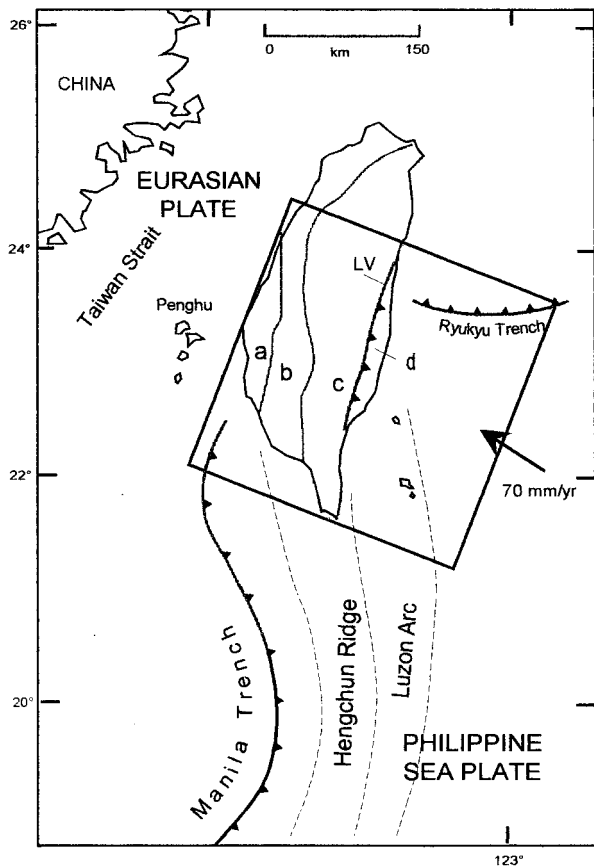 26°
0
150
km
CHINA
EURASIAN
PLATE
24°
Taiwan Strait
LV
Penghu
Ryukyu Trench
a
b
c
d
22°
70 mm/yr
Manila Trench
Hengchun Ridge
Luzon Arc
20°
PHILIPPINE
SEA PLATE
123°